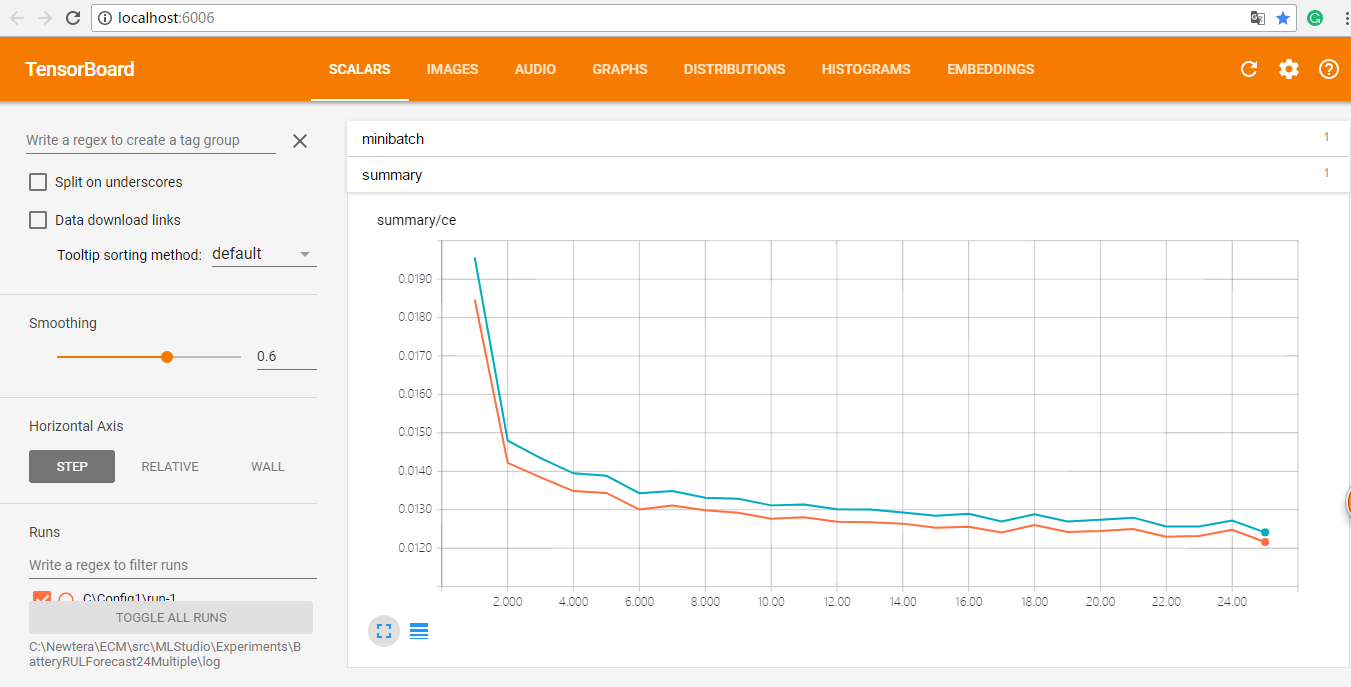 localhost:6006
TensorBoard
SCALARS IMAGES AUDIO GRAPHS DISTRIBUTIONS HISTOGRAMS EMBEDDINGS
Write a regex to create a tag group
Split on underscores
Data download links
Tooltip sorting method: default
Smoothing
0.6
Horizontal Axis
STEP RELATIVE WALL
Runs
Write a regex to filter runs
C\Config1\run-1
TOGGLE ALL RUNS
C:\Newtera\ECM\src\MLStudio\Experiments\B
atteryRULForecast24Multiple\log
minibatch 1
summary 1
summary/ce
0.0190
0.0180
0.0170
0.0160
0.0150
0.0140
0.0130
0.0120
2.000 4.000 6.000 8.000 10.00 12.00 14.00 16.00 18.00 20.00 22.00 24.00